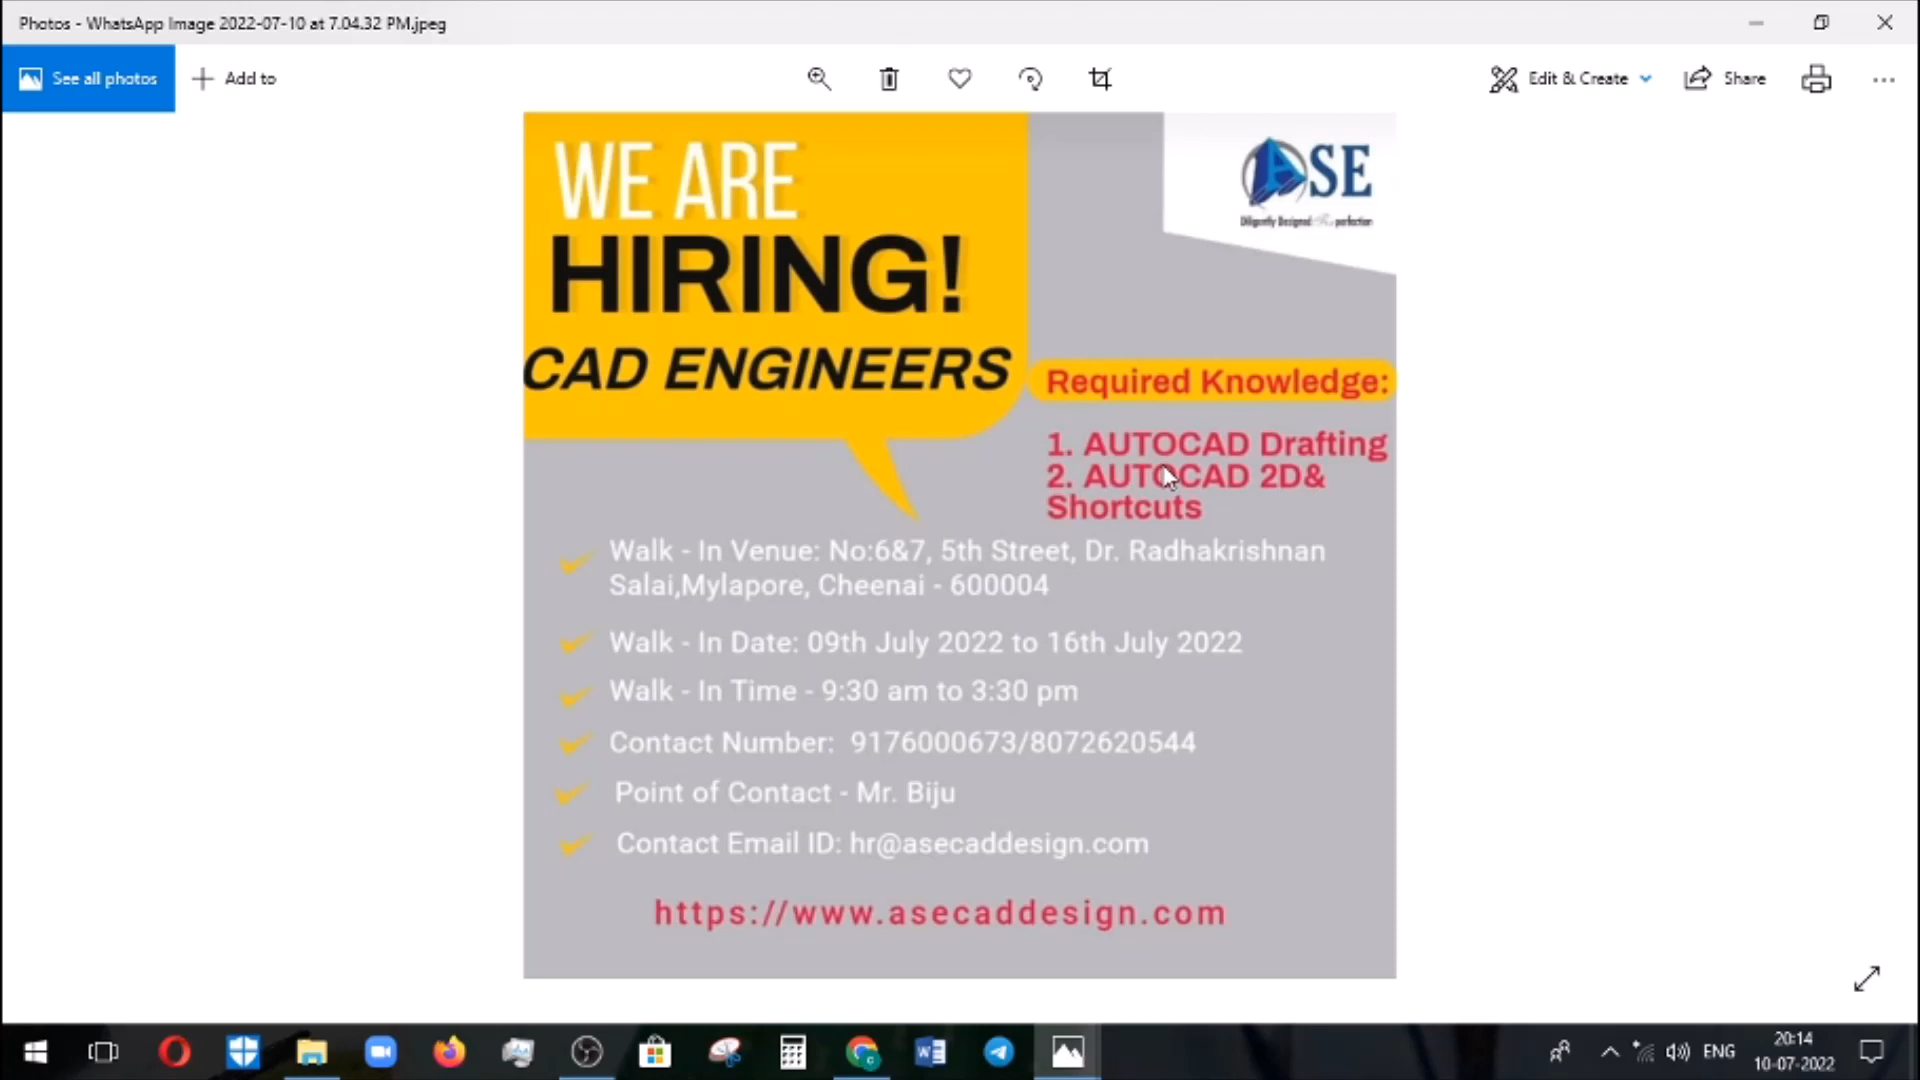 Photos - WhatsApp Image 2022-07-10 at 7.04.32 PM.jpeg
See all photos
Add to
Edit & Create
Share
WE ARE
HIRING!
CAD ENGINEERS
ASE
Diligently Designed perfection
Required Knowledge:
1. AUTOCAD Drafting
2. AUTOCAD 2D&
Shortcuts
Walk - In Venue: No:6&7, 5th Street, Dr. Radhakrishnan
Salai,Mylapore, Cheenai - 600004
Walk - In Date: 09th July 2022 to 16th July 2022
Walk - In Time - 9:30 am to 3:30 pm
Contact Number: 9176000673/8072620544
Point of Contact - Mr. Biju
Contact Email ID: hr@asecaddesign.com
https://www.asecaddesign.com
ENG
20:14
10-07-2022